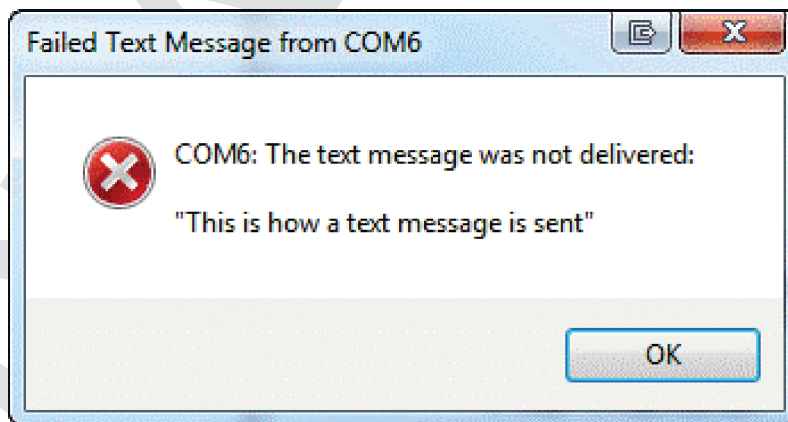 Failed Text Message from COM6
COM6: The text message was not delivered:
"This is how a text message is sent"
OK